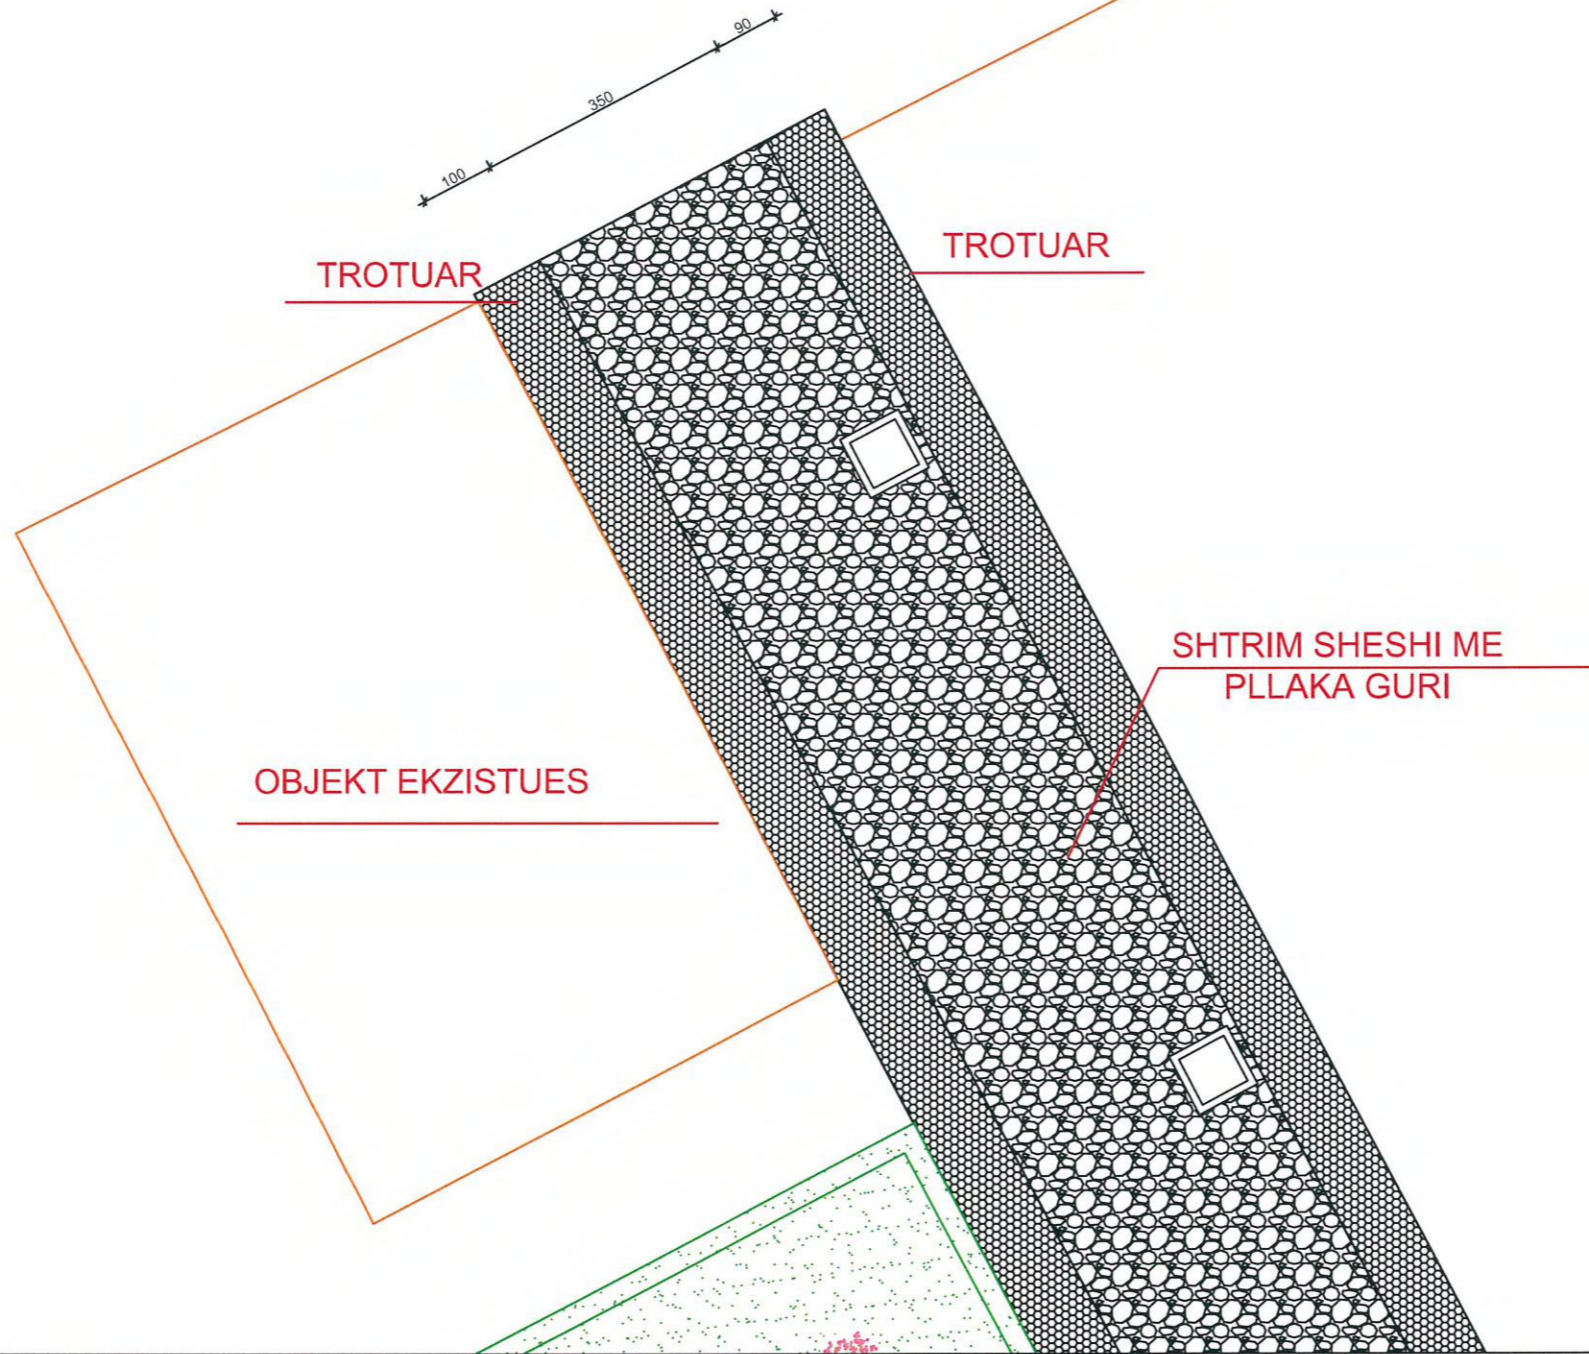 90
350
100
TROTUAR
TROTUAR
SHTRIM SHESHI ME
PLLAKA GURI
OBJEKT EKZISTUES